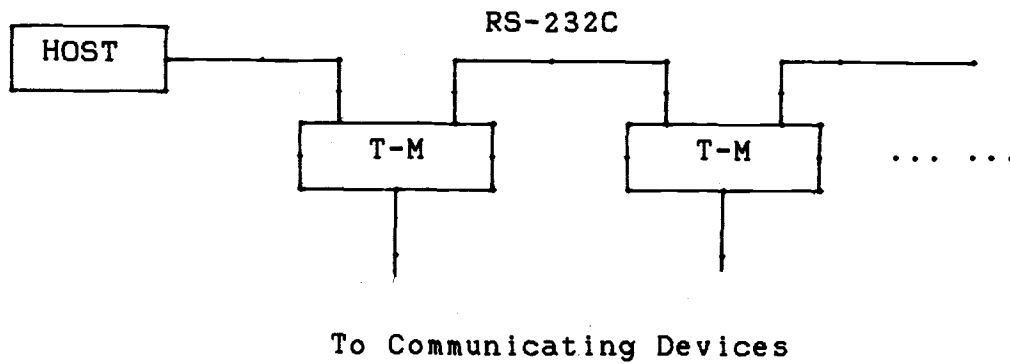 RS-232C
HOST
T-M
T-M
... ...
To Communicating Devices